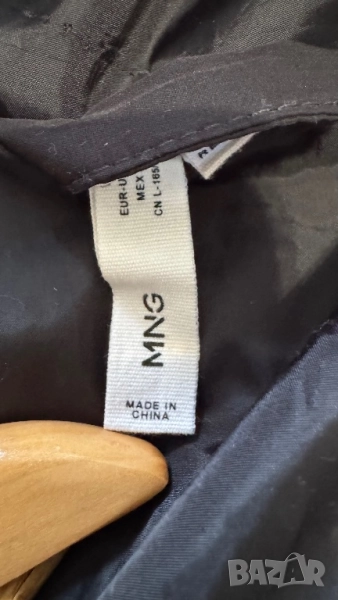 EUR-U
MEX
CN L-165
MNG
MADE IN
CHINA
BAZAR